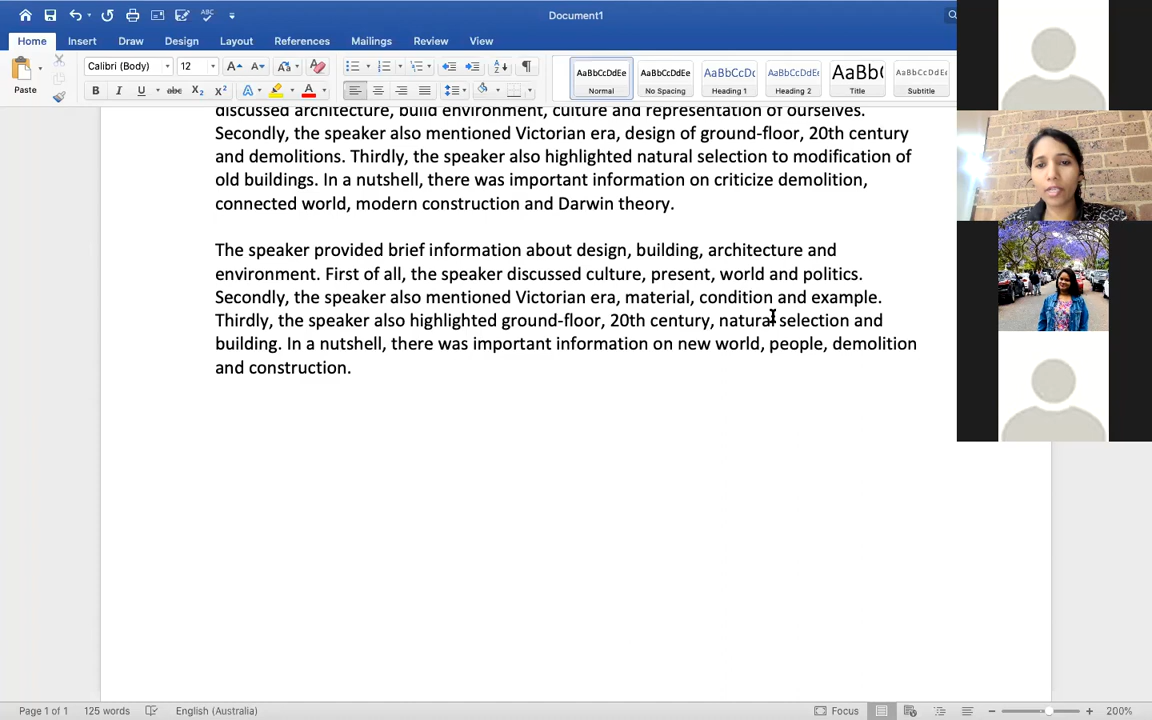 Document1
Home Insert Draw Design Layout References Mailings Review View
Paste
Calibri (Body) 12
AaBbCcDdEe AaBbCcDdEe AaBbCcDc AaBbCcDdEe AaBb( AaBbCcDdEe
Normal No Spacing Heading 1 Heading 2 Title Subtitle
discussed architecture, build environment, culture and representation of ourselves.
Secondly, the speaker also mentioned Victorian era, design of ground-floor, 20th century
and demolitions. Thirdly, the speaker also highlighted natural selection to modification of
old buildings. In a nutshell, there was important information on criticize demolition,
connected world, modern construction and Darwin theory.
The speaker provided brief information about design, building, architecture and
environment. First of all, the speaker discussed culture, present, world and politics.
Secondly, the speaker also mentioned Victorian era, material, condition and example.
Thirdly, the speaker also highlighted ground-floor, 20th century, natural selection and
building. In a nutshell, there was important information on new world, people, demolition
and construction.
Page 1 of 1 125 words English (Australia) Focus 200%